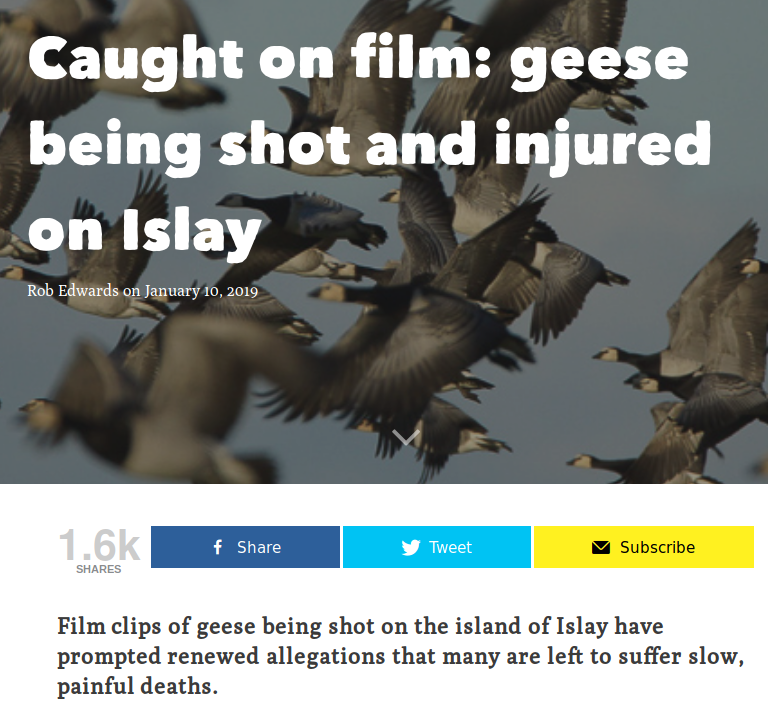 Caught on film: geese
being shot and injured
on Islay
Rob Edwards on January 10, 2019
1.6k
SHARES
Share
Tweet
Subscribe
Film clips of geese being shot on the island of Islay have
prompted renewed allegations that many are left to suffer slow,
painful deaths.